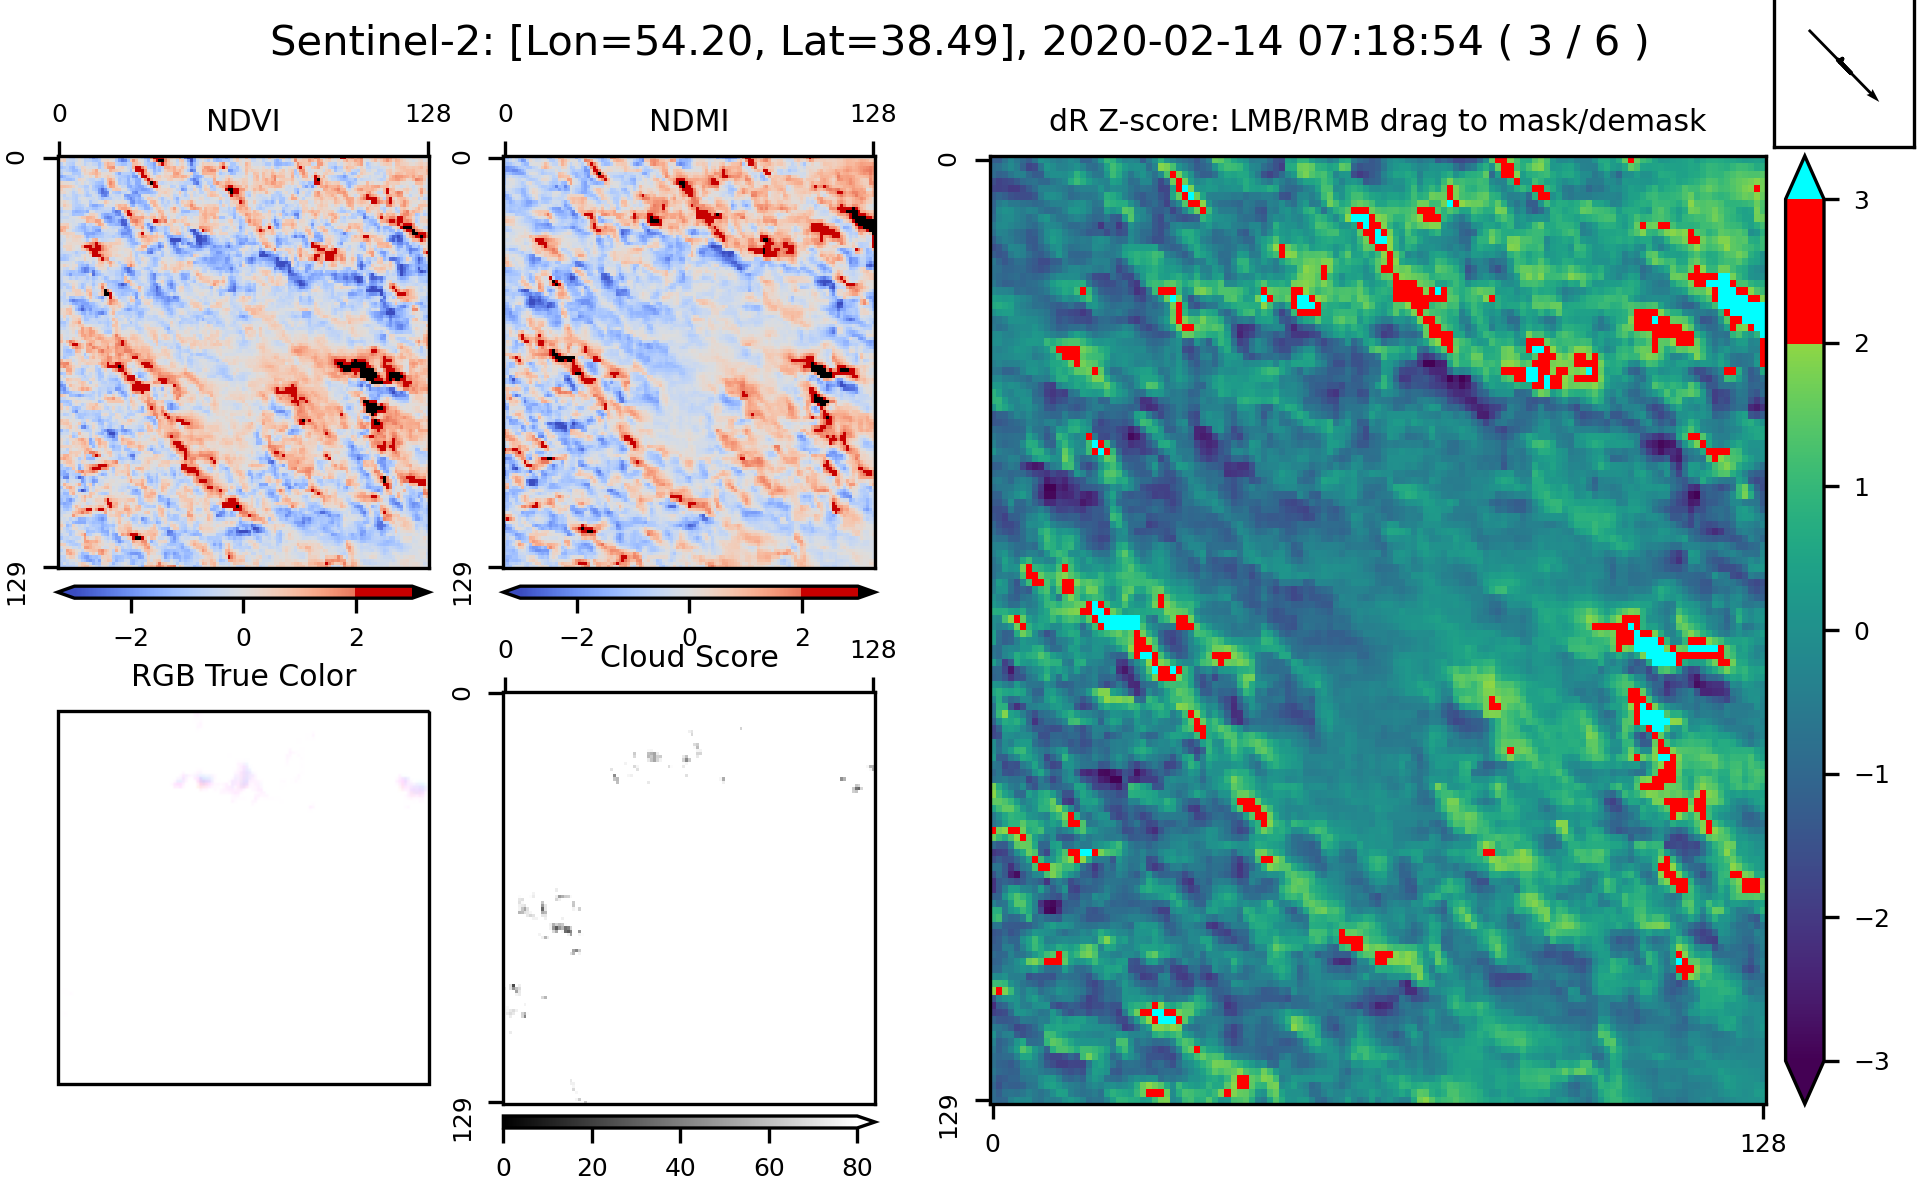 Sentinel-2: [Lon=54.20, Lat=38.49], 2020-02-14 07:18:54 ( 3 / 6 )
NDVI
0 128
0
129
−2 0 2
NDMI
0 128
0
129
−2 0 2
RGB True Color
Cloud Score
0 128
0
129
0 20 40 60 80
dR Z-score: LMB/RMB drag to mask/demask
0
129
0 128
3
2
1
0
−1
−2
−3